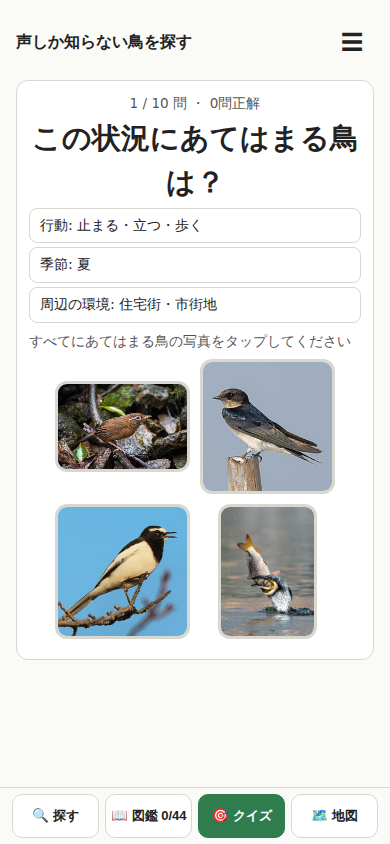 声しか知らない鳥を探す
☰
1 / 10 問 ・ 0問正解
この状況にあてはまる鳥
は？
行動: 止まる・立つ・歩く
季節: 夏
周辺の環境: 住宅街・市街地
すべてにあてはまる鳥の写真をタップしてください
🔍 探す
📖 図鑑 0/44
🎯 クイズ
🗺️ 地図